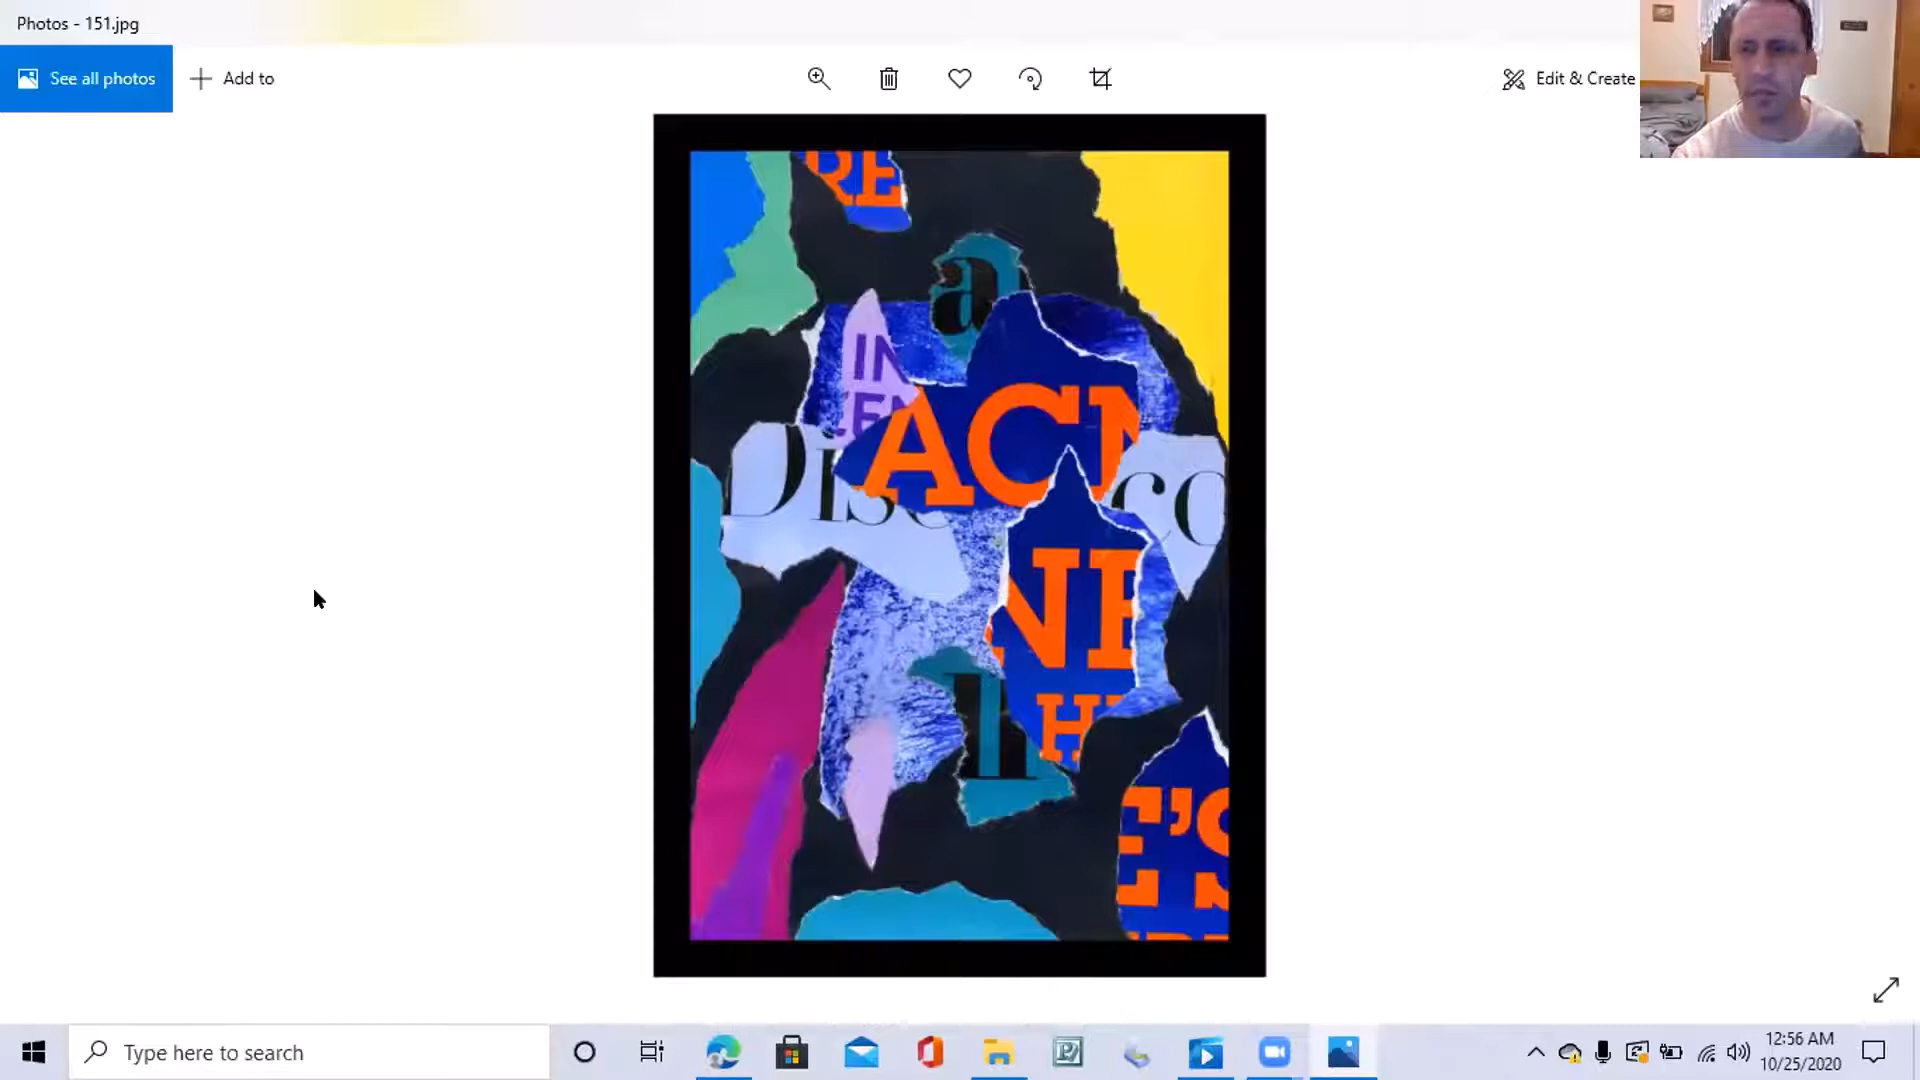 Photos - 151.jpg
See all photos
Add to
Edit & Create
RE
a
IN
ACN
Dis
co
NE
H
n
E'S
Type here to search
12:56 AM
10/25/2020